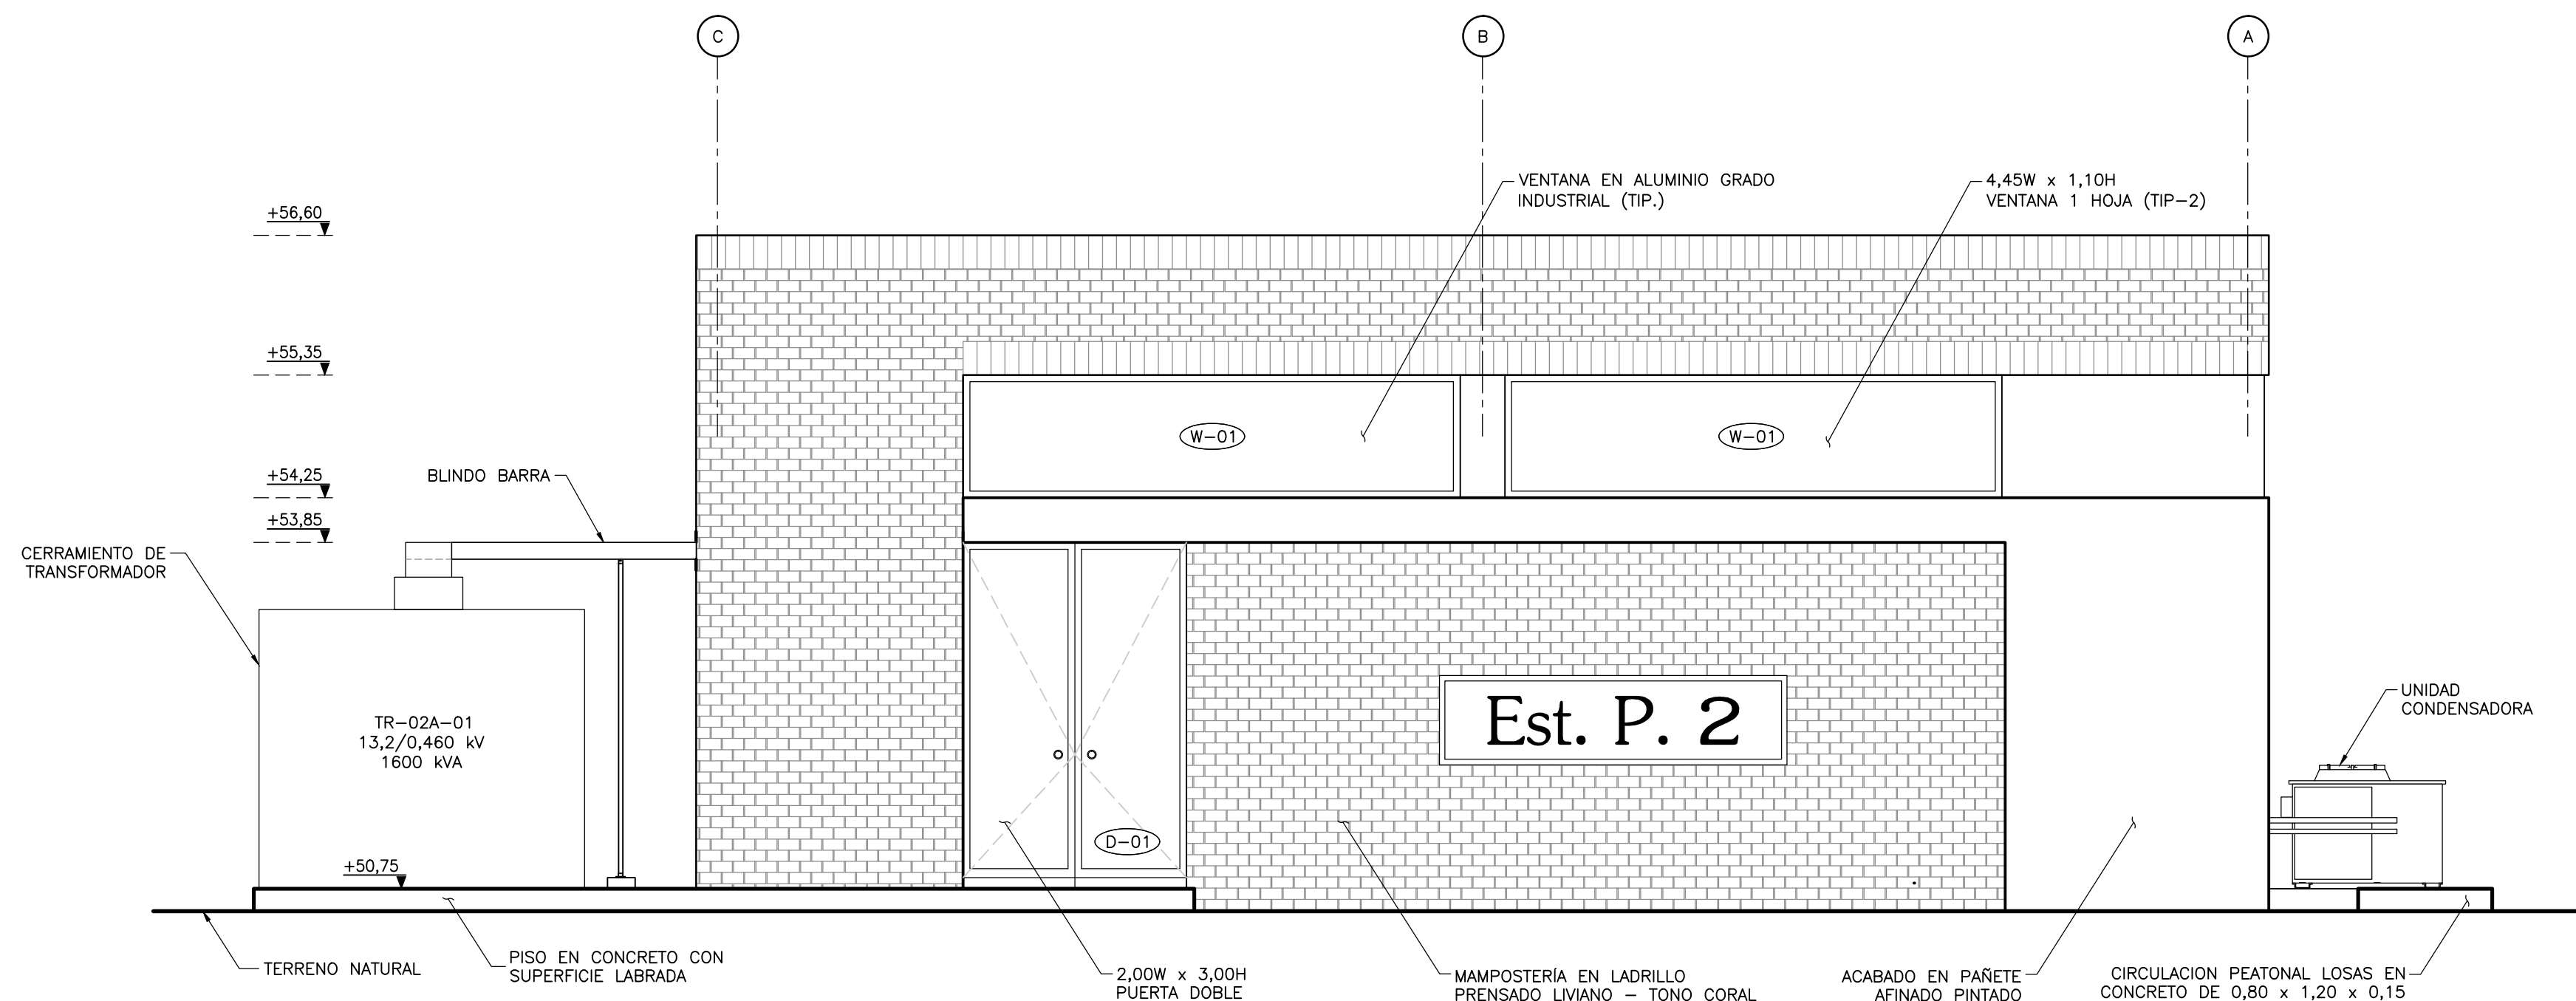 C
B
A
VENTANA EN ALUMINIO GRADO
INDUSTRIAL (TIP.)
4,45W x 1,10H
VENTANA 1 HOJA (TIP-2)
+56,60
+55,35
+54,25
+53,85
W-01
W-01
BLINDO BARRA
CERRAMIENTO DE
TRANSFORMADOR
TR-02A-01
13,2/0,460 kV
1600 kVA
Est. P. 2
UNIDAD
CONDENSADORA
D-01
+50,75
TERRENO NATURAL
PISO EN CONCRETO CON
SUPERFICIE LABRADA
2,00W x 3,00H
PUERTA DOBLE
MAMPOSTERÍA EN LADRILLO
PRENSADO LIVIANO - TONO CORAL
ACABADO EN PAÑETE
AFINADO PINTADO
CIRCULACION PEATONAL LOSAS EN
CONCRETO DE 0,80 x 1,20 x 0,15